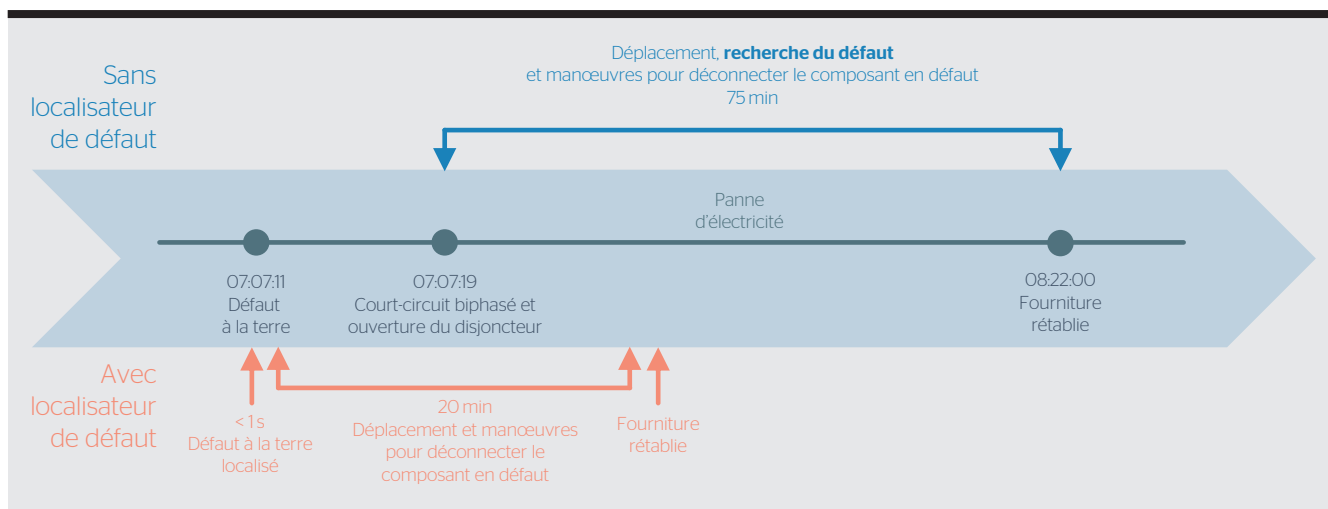 Déplacement, recherche du défaut
et manœuvres pour déconnecter le composant en défaut
75 min
Sans
localisateur
de défaut
Panne
d'électricité
07:07:11
Défaut
à la terre
07:07:19
Court-circuit biphasé et
ouverture du disjoncteur
08:22:00
Fourniture
rétablie
Avec
localisateur
de défaut
< 1 s
Défaut à la terre
localisé
20 min
Déplacement et manœuvres
pour déconnecter le
composant en défaut
Fourniture
rétablie